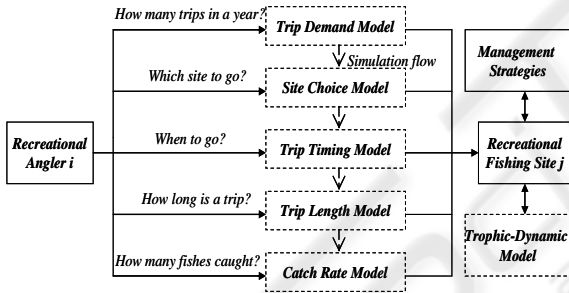 How many trips in a year?
Trip Demand Model
Simulation flow
Which site to go?
Site Choice Model
Management
Strategies
Recreational
Angler i
When to go?
Trip Timing Model
Recreational
Fishing Site j
How long is a trip?
Trip Length Model
Trophic-Dynamic
Model
How many fishes caught?
Catch Rate Model